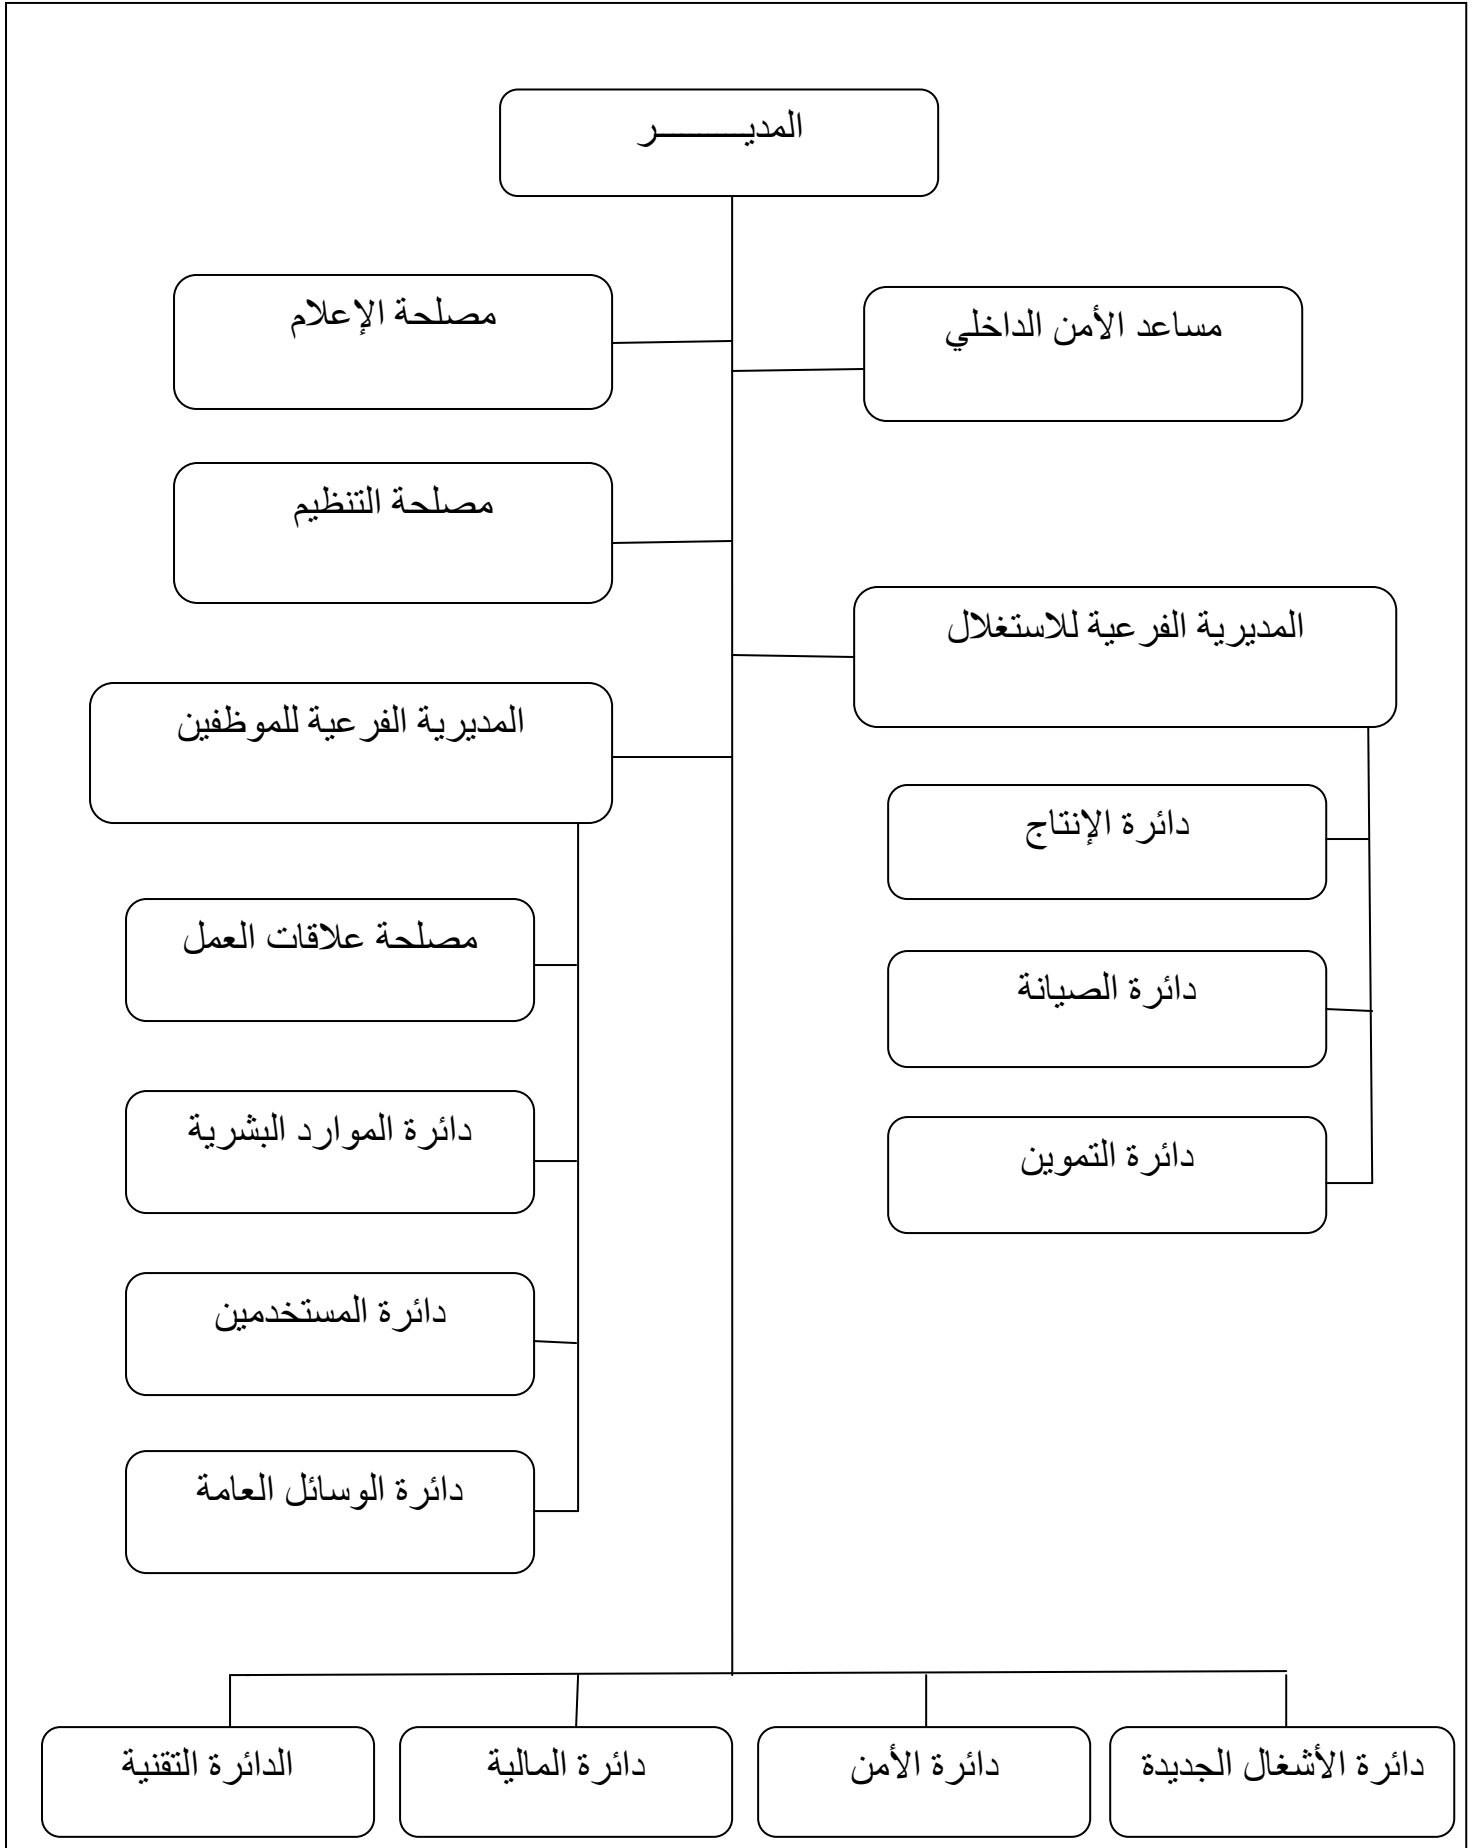 المديـــــــــر
مساعد الأمن الداخلي
مصلحة الإعلام
مصلحة التنظيم
المديرية الفرعية للاستغلال
دائرة الإنتاج
دائرة الصيانة
دائرة التموين
المديرية الفرعية للموظفين
مصلحة علاقات العمل
دائرة الموارد البشرية
دائرة المستخدمين
دائرة الوسائل العامة
دائرة الأشغال الجديدة
دائرة الأمن
دائرة المالية
الدائرة التقنية